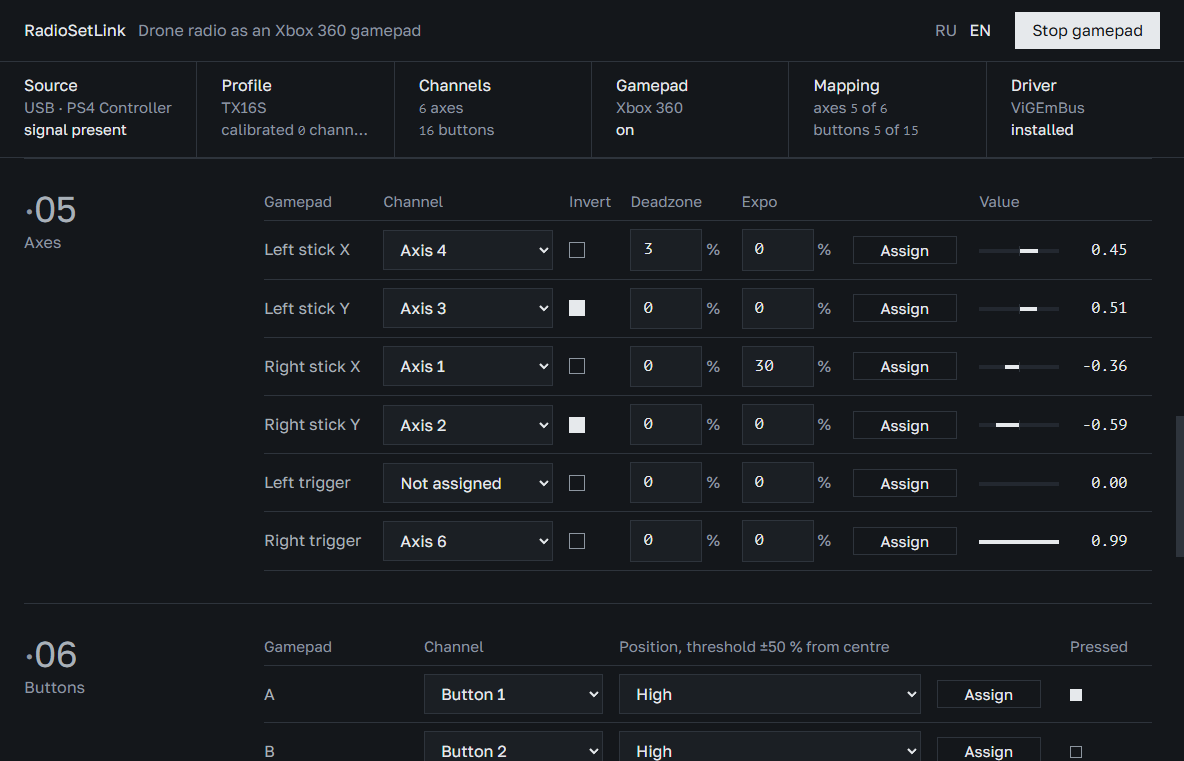 RadioSetLink Drone radio as an Xbox 360 gamepad RU EN Stop gamepad
Source Profile Channels Gamepad Mapping Driver
USB · PS4 Controller TX16S 6 axes Xbox 360 axes 5 of 6 ViGEmBus
signal present calibrated 0 chann... 16 buttons on buttons 5 of 15 installed
·05 Gamepad Channel Invert Deadzone Expo Value
Axes
Left stick X Axis 4 3 % 0 % Assign 0.45
Left stick Y Axis 3 0 % 0 % Assign 0.51
Right stick X Axis 1 0 % 30 % Assign -0.36
Right stick Y Axis 2 0 % 0 % Assign -0.59
Left trigger Not assigned 0 % 0 % Assign 0.00
Right trigger Axis 6 0 % 0 % Assign 0.99
·06 Gamepad Channel Position, threshold ±50 % from centre Pressed
Buttons
A Button 1 High Assign
B Button 2 High Assign